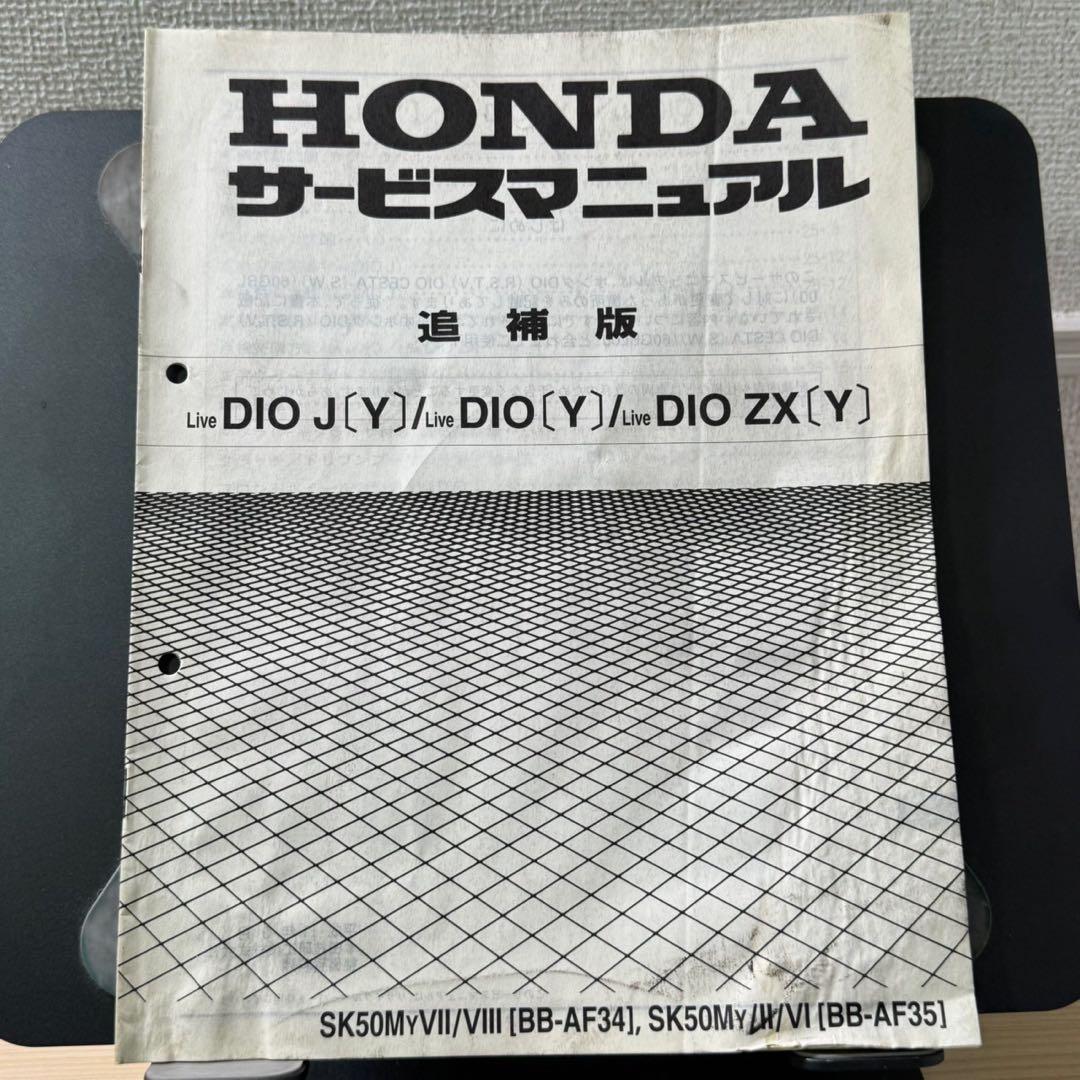 HONDA
サービスマニュアル
追補版
Live DIO J〔Y〕/Live DIO〔Y〕/Live DIO ZX〔Y〕
SK50MYVII/VIII [BB-AF34], SK50MY/II/VI [BB-AF35]